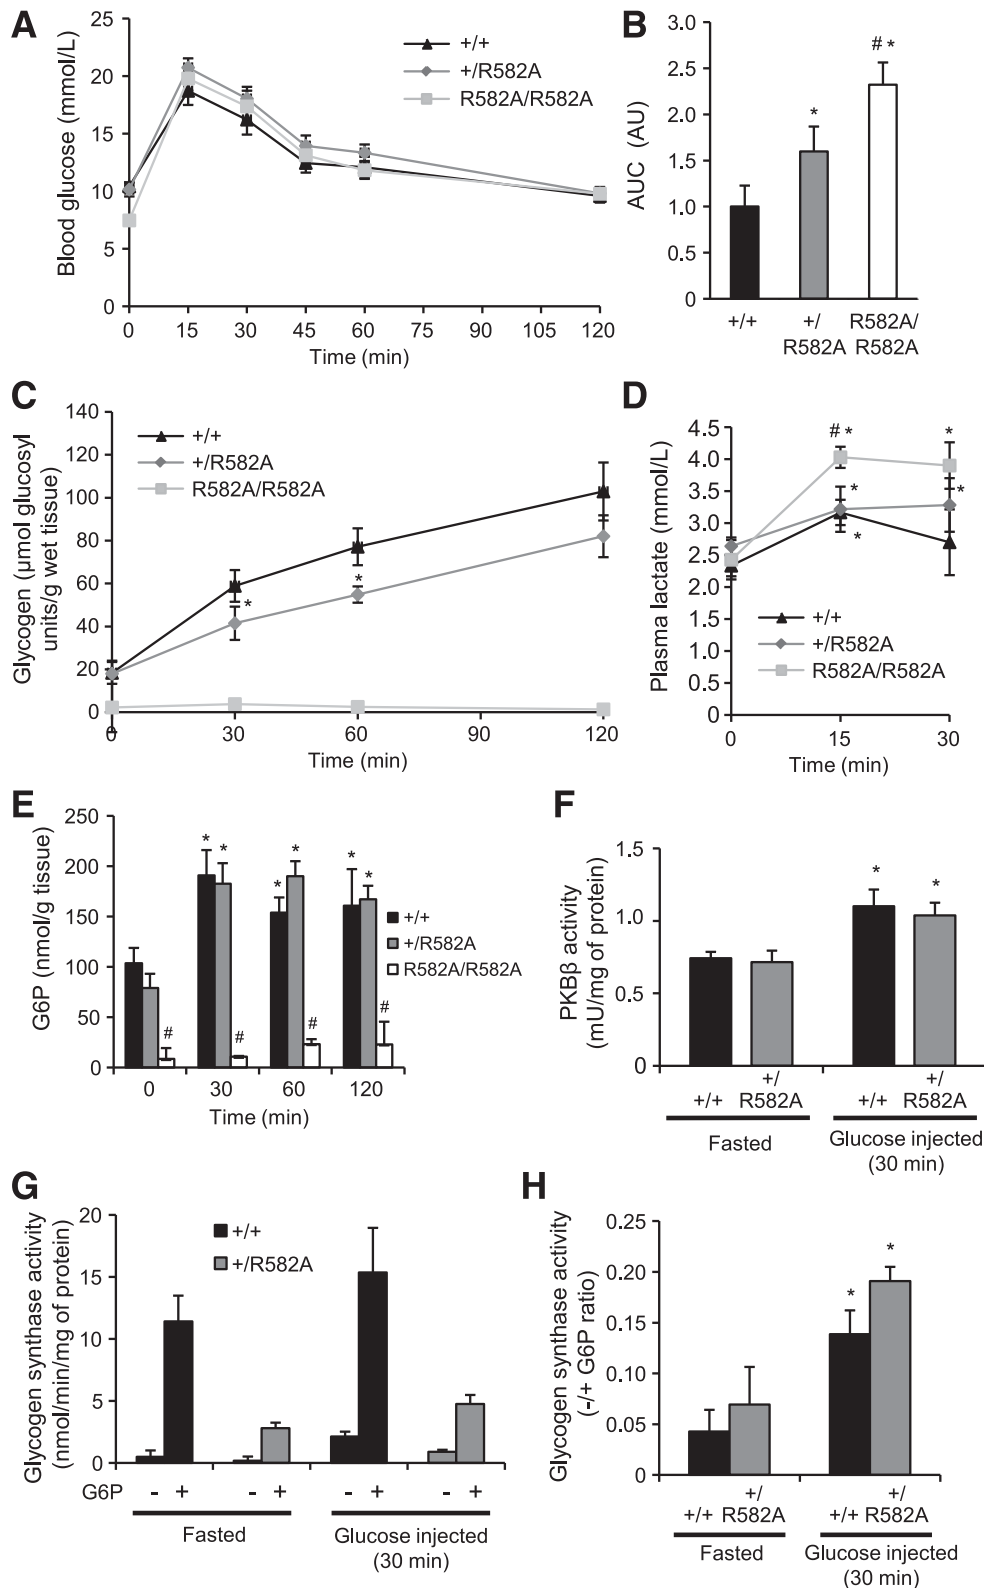 A
Blood glucose (mmol/L)
25
20
15
10
5
0
+/+
+/R582A
R582A/R582A
0 15 30 45 60 75 90 105 120
Time (min)
B
AUC (AU)
3.0
2.5
2.0
1.5
1.0
0.5
0
*
# *
+/+ +/ R582A/
R582A R582A
C
Glycogen (µmol glucosyl
units/g wet tissue)
140
120
100
80
60
40
20
0
+/+
+/R582A
R582A/R582A
*
*
0 30 60 90 120
Time (min)
D
Plasma lactate (mmol/L)
4.5
4.0
3.5
3.0
2.5
2.0
1.5
1.0
0.5
0
# * *
* *
*
+/+
+/R582A
R582A/R582A
0 15 30
Time (min)
E
G6P (nmol/g tissue)
250
200
150
100
50
0
* * * * * *
# # # #
+/+
+/R582A
R582A/R582A
0 30 60 120
Time (min)
F
PKBβ activity
(mU/mg of protein)
1.5
1.0
0.5
0
* *
+/+ +/ R582A +/+ +/ R582A
Fasted Glucose injected
(30 min)
G
Glycogen synthase activity
(nmol/min/mg of protein)
20
15
10
5
0
+/+
+/R582A
G6P - + - + - + - +
Fasted Glucose injected
(30 min)
H
Glycogen synthase activity
(-/+ G6P ratio)
0.25
0.20
0.15
0.10
0.05
0
* *
+/+ +/ R582A +/+ +/ R582A
Fasted Glucose injected
(30 min)